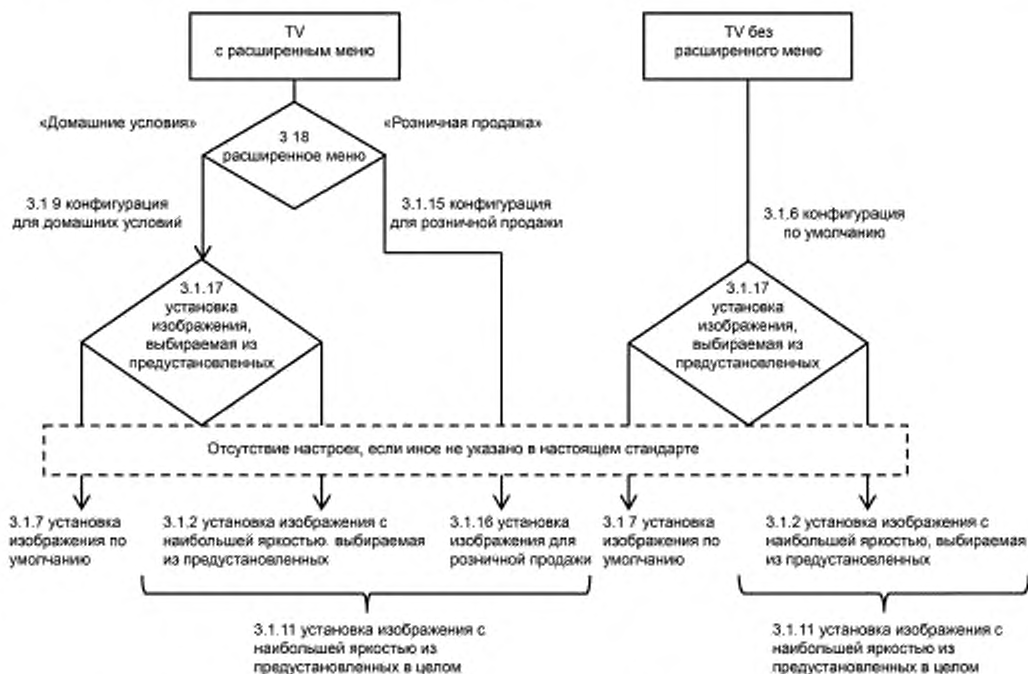 TV
с расширенным меню
TV без
расширенного меню
«Домашние условия»
«Розничная продажа»
3 18
расширенное меню
3.1 9 конфигурация
для домашних условий
3.1.15 конфигурация
для розничной продажи
3.1.6 конфигурация
по умолчанию
3.1.17
установка
изображения,
выбираемая из
предустановленных
3.1.17
установка
изображения,
выбираемая из
предустановленных
Отсутствие настроек, если иное не указано в настоящем стандарте
3.1.7 установка
изображения по
умолчанию
3.1.2 установка изображения с
наибольшей яркостью. выбираемая
из предустановленных
3.1.16 установка
изображения для
розничной продажи
3.1 7 установка
изображения по
умолчанию
3.1.2 установка изображения с
наибольшей яркостью, выбираемая
из предустановленных
3.1.11 установка изображения с
наибольшей яркостью из
предустановленных в целом
3.1.11 установка изображения с
наибольшей яркостью из
предустановленных в целом